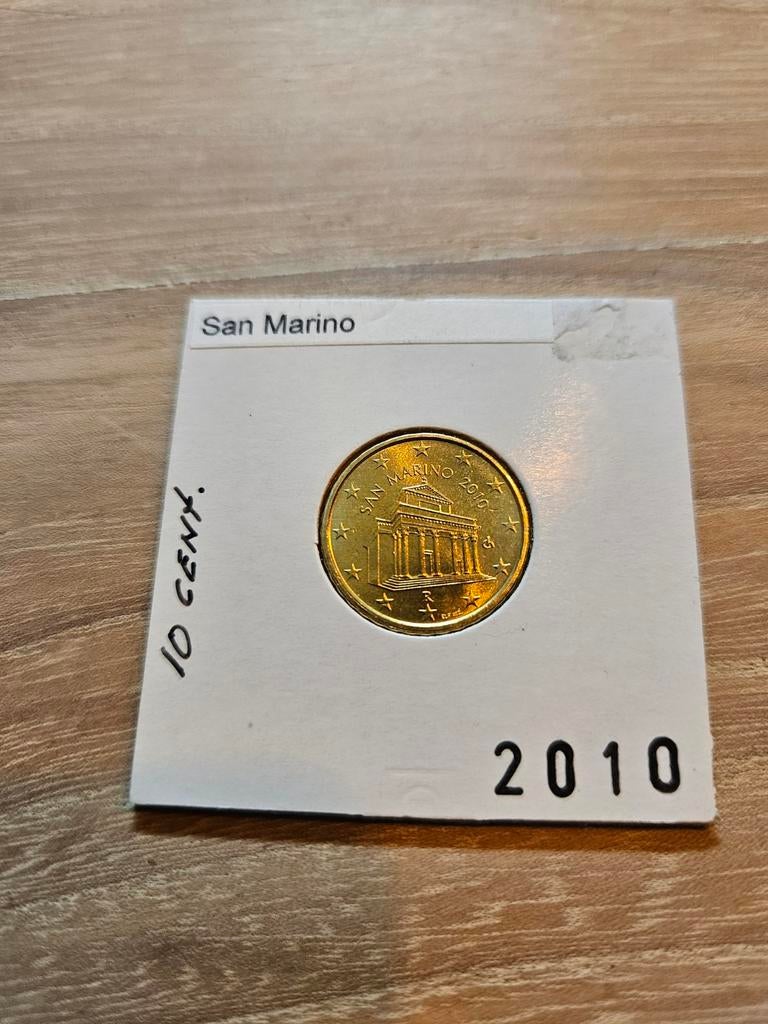 San Marino
SAN MARINO 2010
R
10 CENT.
2010